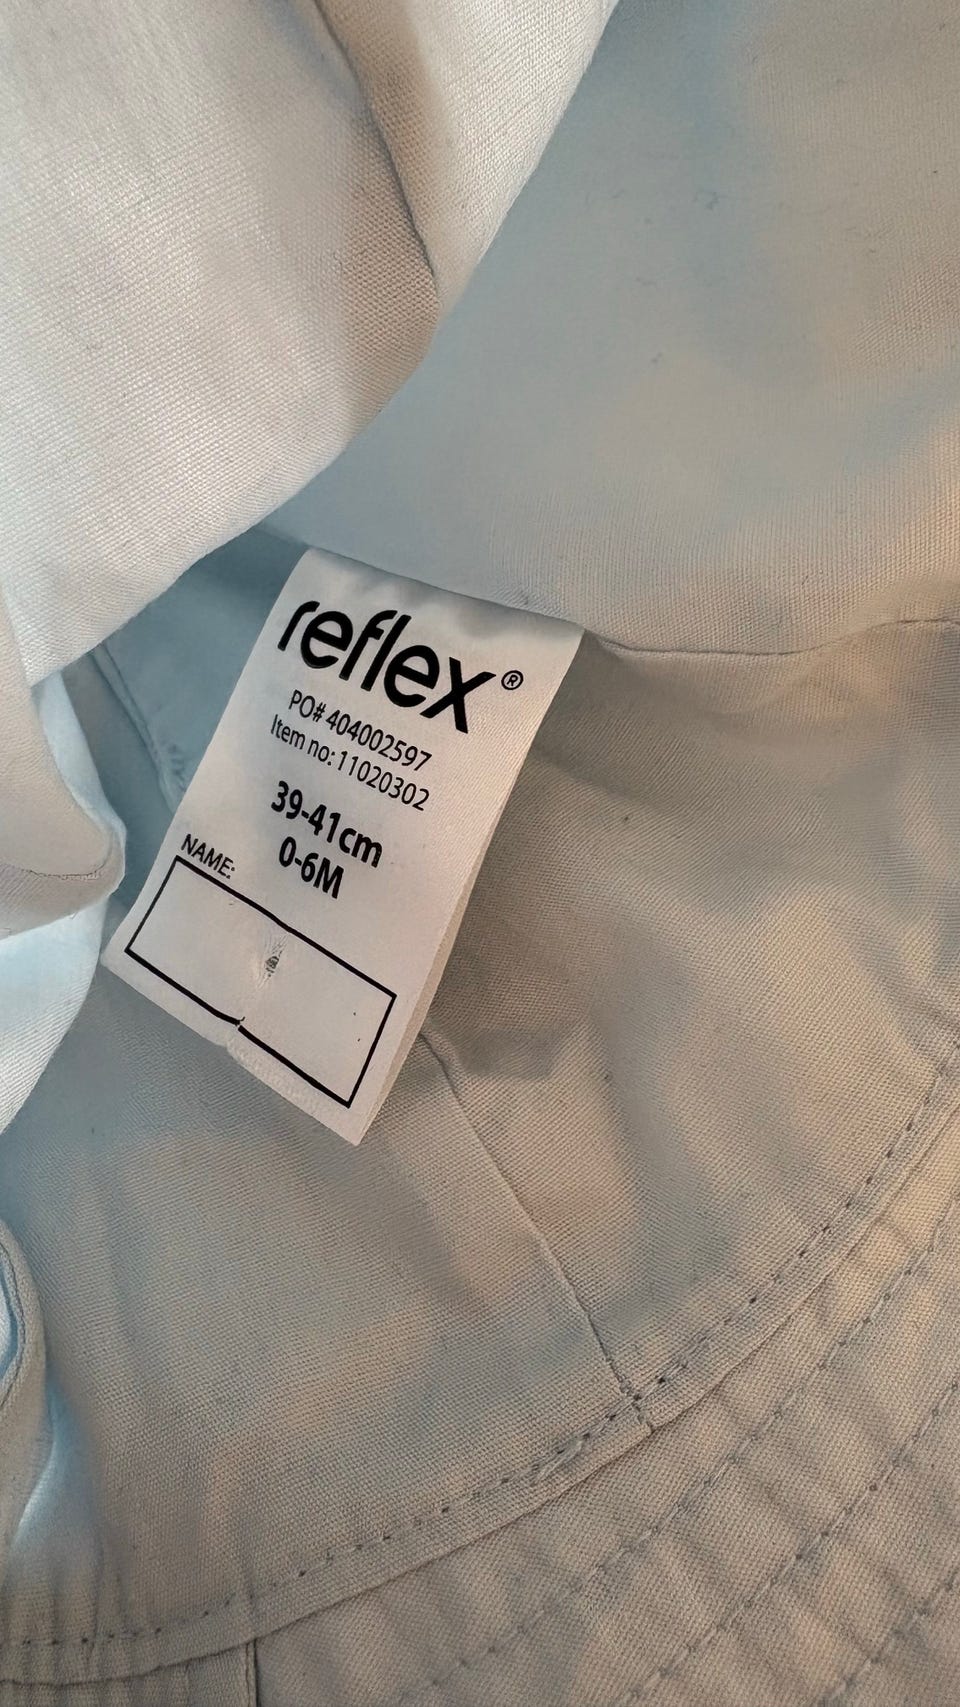 reflex®
PO# 404002597
Item no: 11020302
39-41cm
0-6M
NAME: